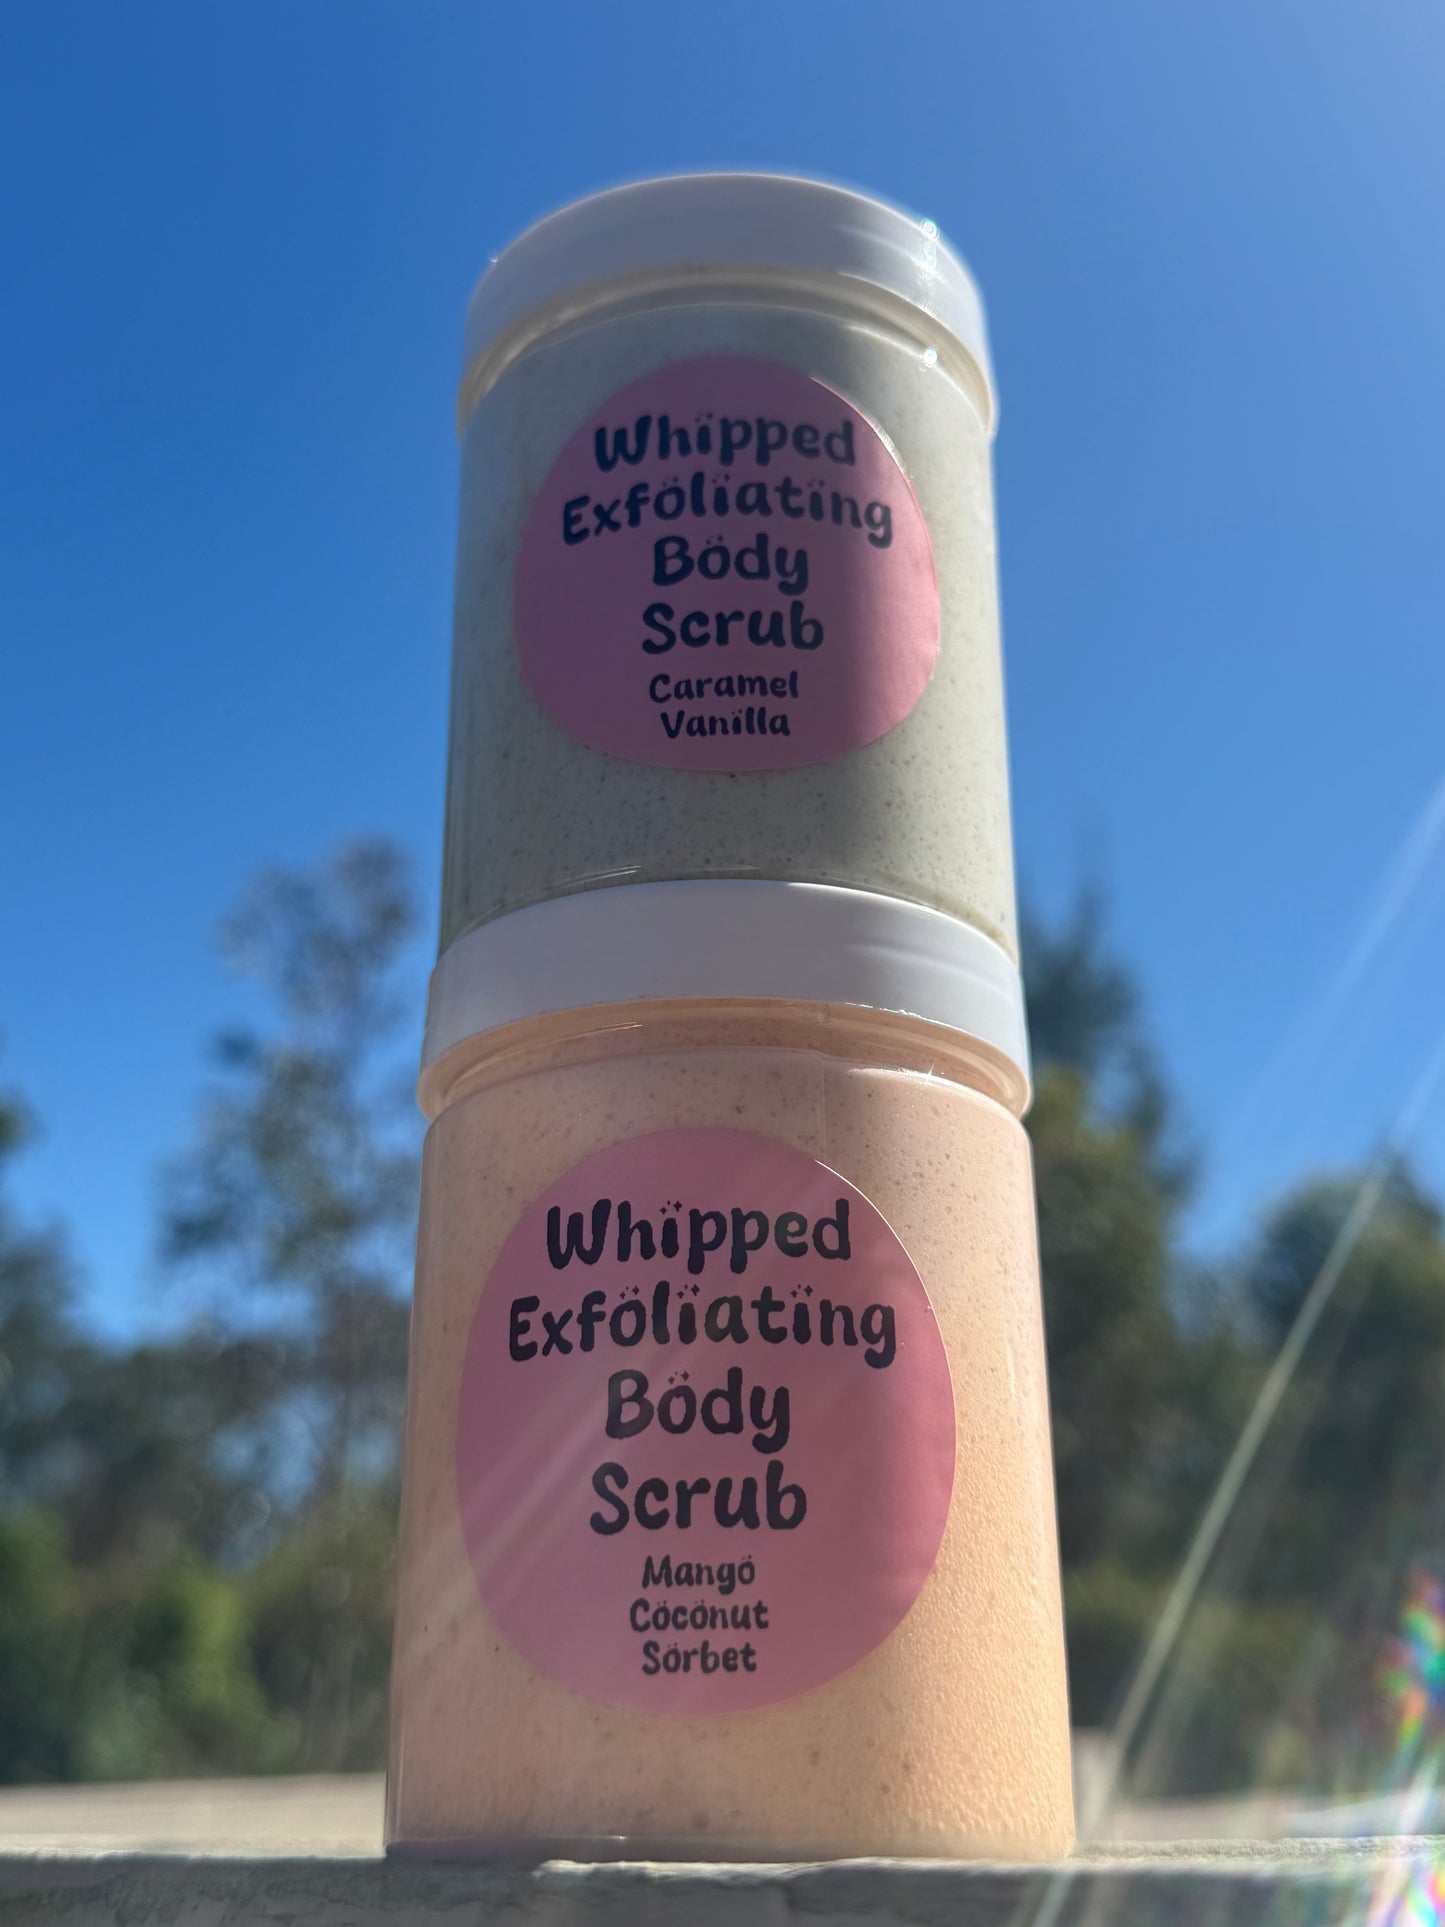 Whipped
Exfoliating
Body
Scrub
Caramel
Vanilla
Whipped
Exfoliating
Body
Scrub
Mango
Coconut
Sorbet